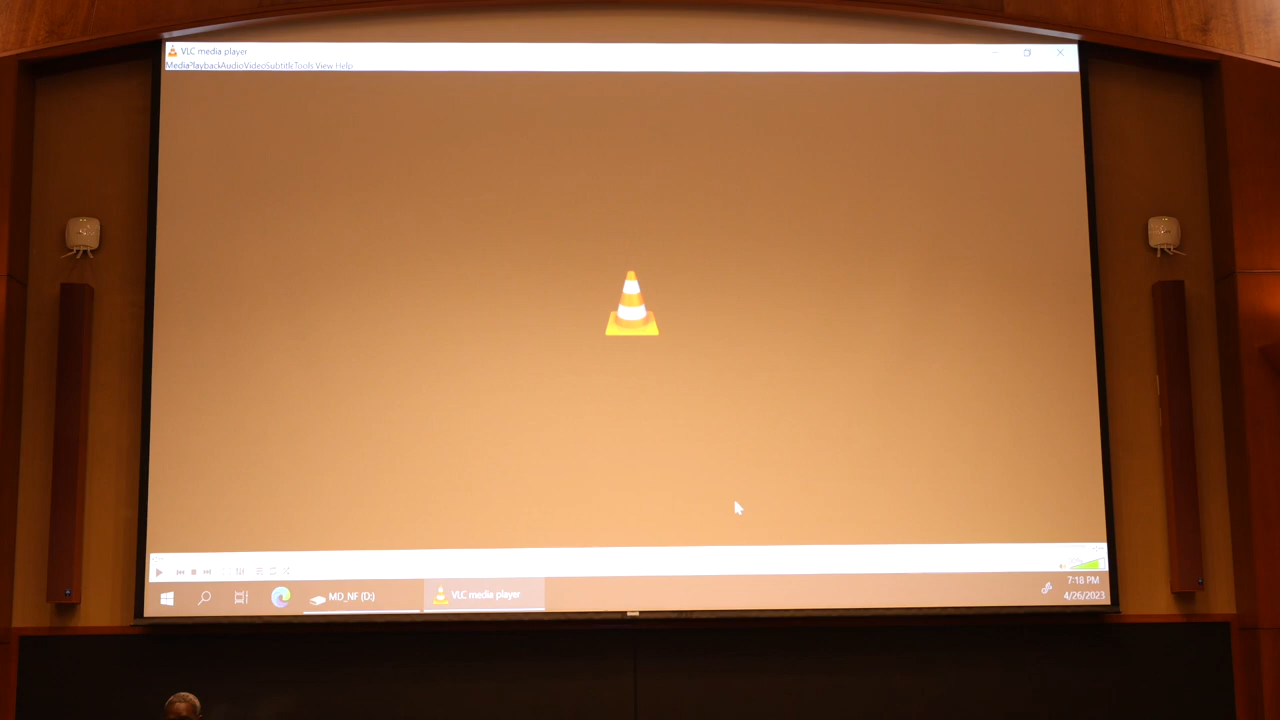 VLC media player
Media Playback Audio Video Subtitle Tools View Help
MD_NF (D:)
VLC media player
7:18 PM
4/26/2023